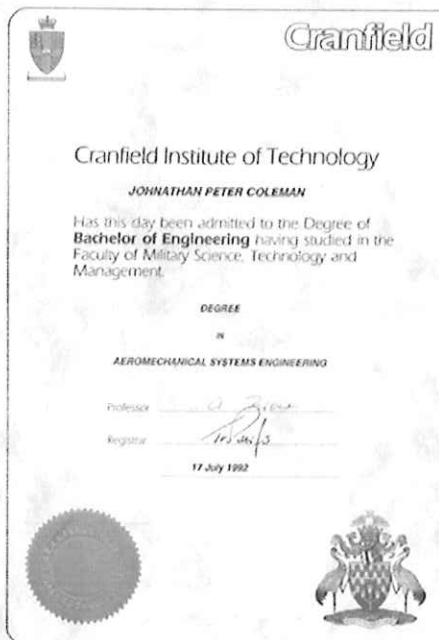 Cranfield
Cranfield Institute of Technology
JOHNATHAN PETER COLEMAN
Has this day been admitted to the Degree of
Bachelor of Engineering having studied in the
Faculty of Military Science, Technology and
Management.
DEGREE
IN
AEROMECHANICAL SYSTEMS ENGINEERING
Professor
Registrar
17 July 1992